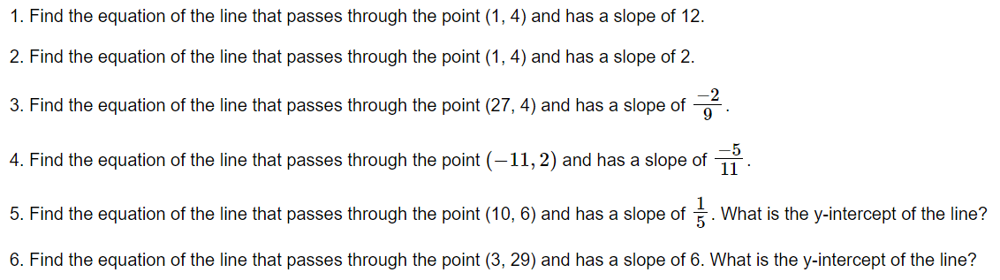 1. Find the equation of the line that passes through the point (1, 4) and has a slope of 12.
2. Find the equation of the line that passes through the point (1, 4) and has a slope of 2.
3. Find the equation of the line that passes through the point (27, 4) and has a slope of −2/9.
4. Find the equation of the line that passes through the point (−11, 2) and has a slope of −5/11.
5. Find the equation of the line that passes through the point (10, 6) and has a slope of 1/5. What is the y-intercept of the line?
6. Find the equation of the line that passes through the point (3, 29) and has a slope of 6. What is the y-intercept of the line?